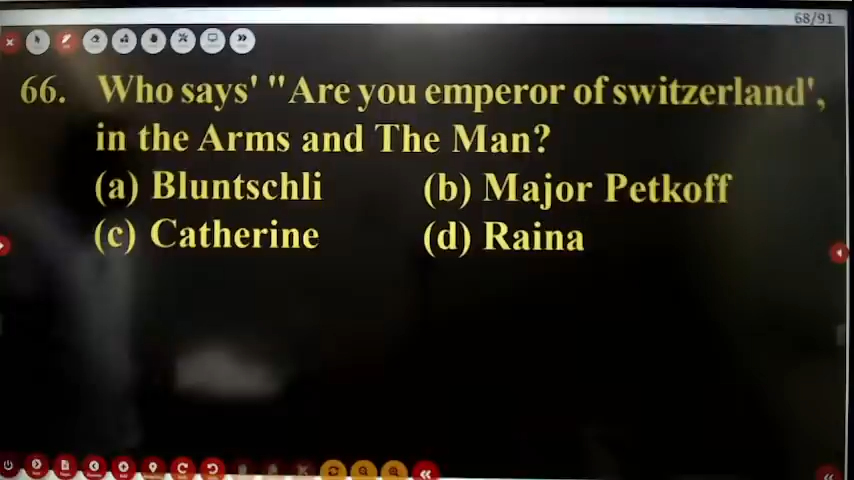 68/91
66. Who says' "Are you emperor of switzerland',
in the Arms and The Man?
(a) Bluntschli (b) Major Petkoff
(c) Catherine (d) Raina